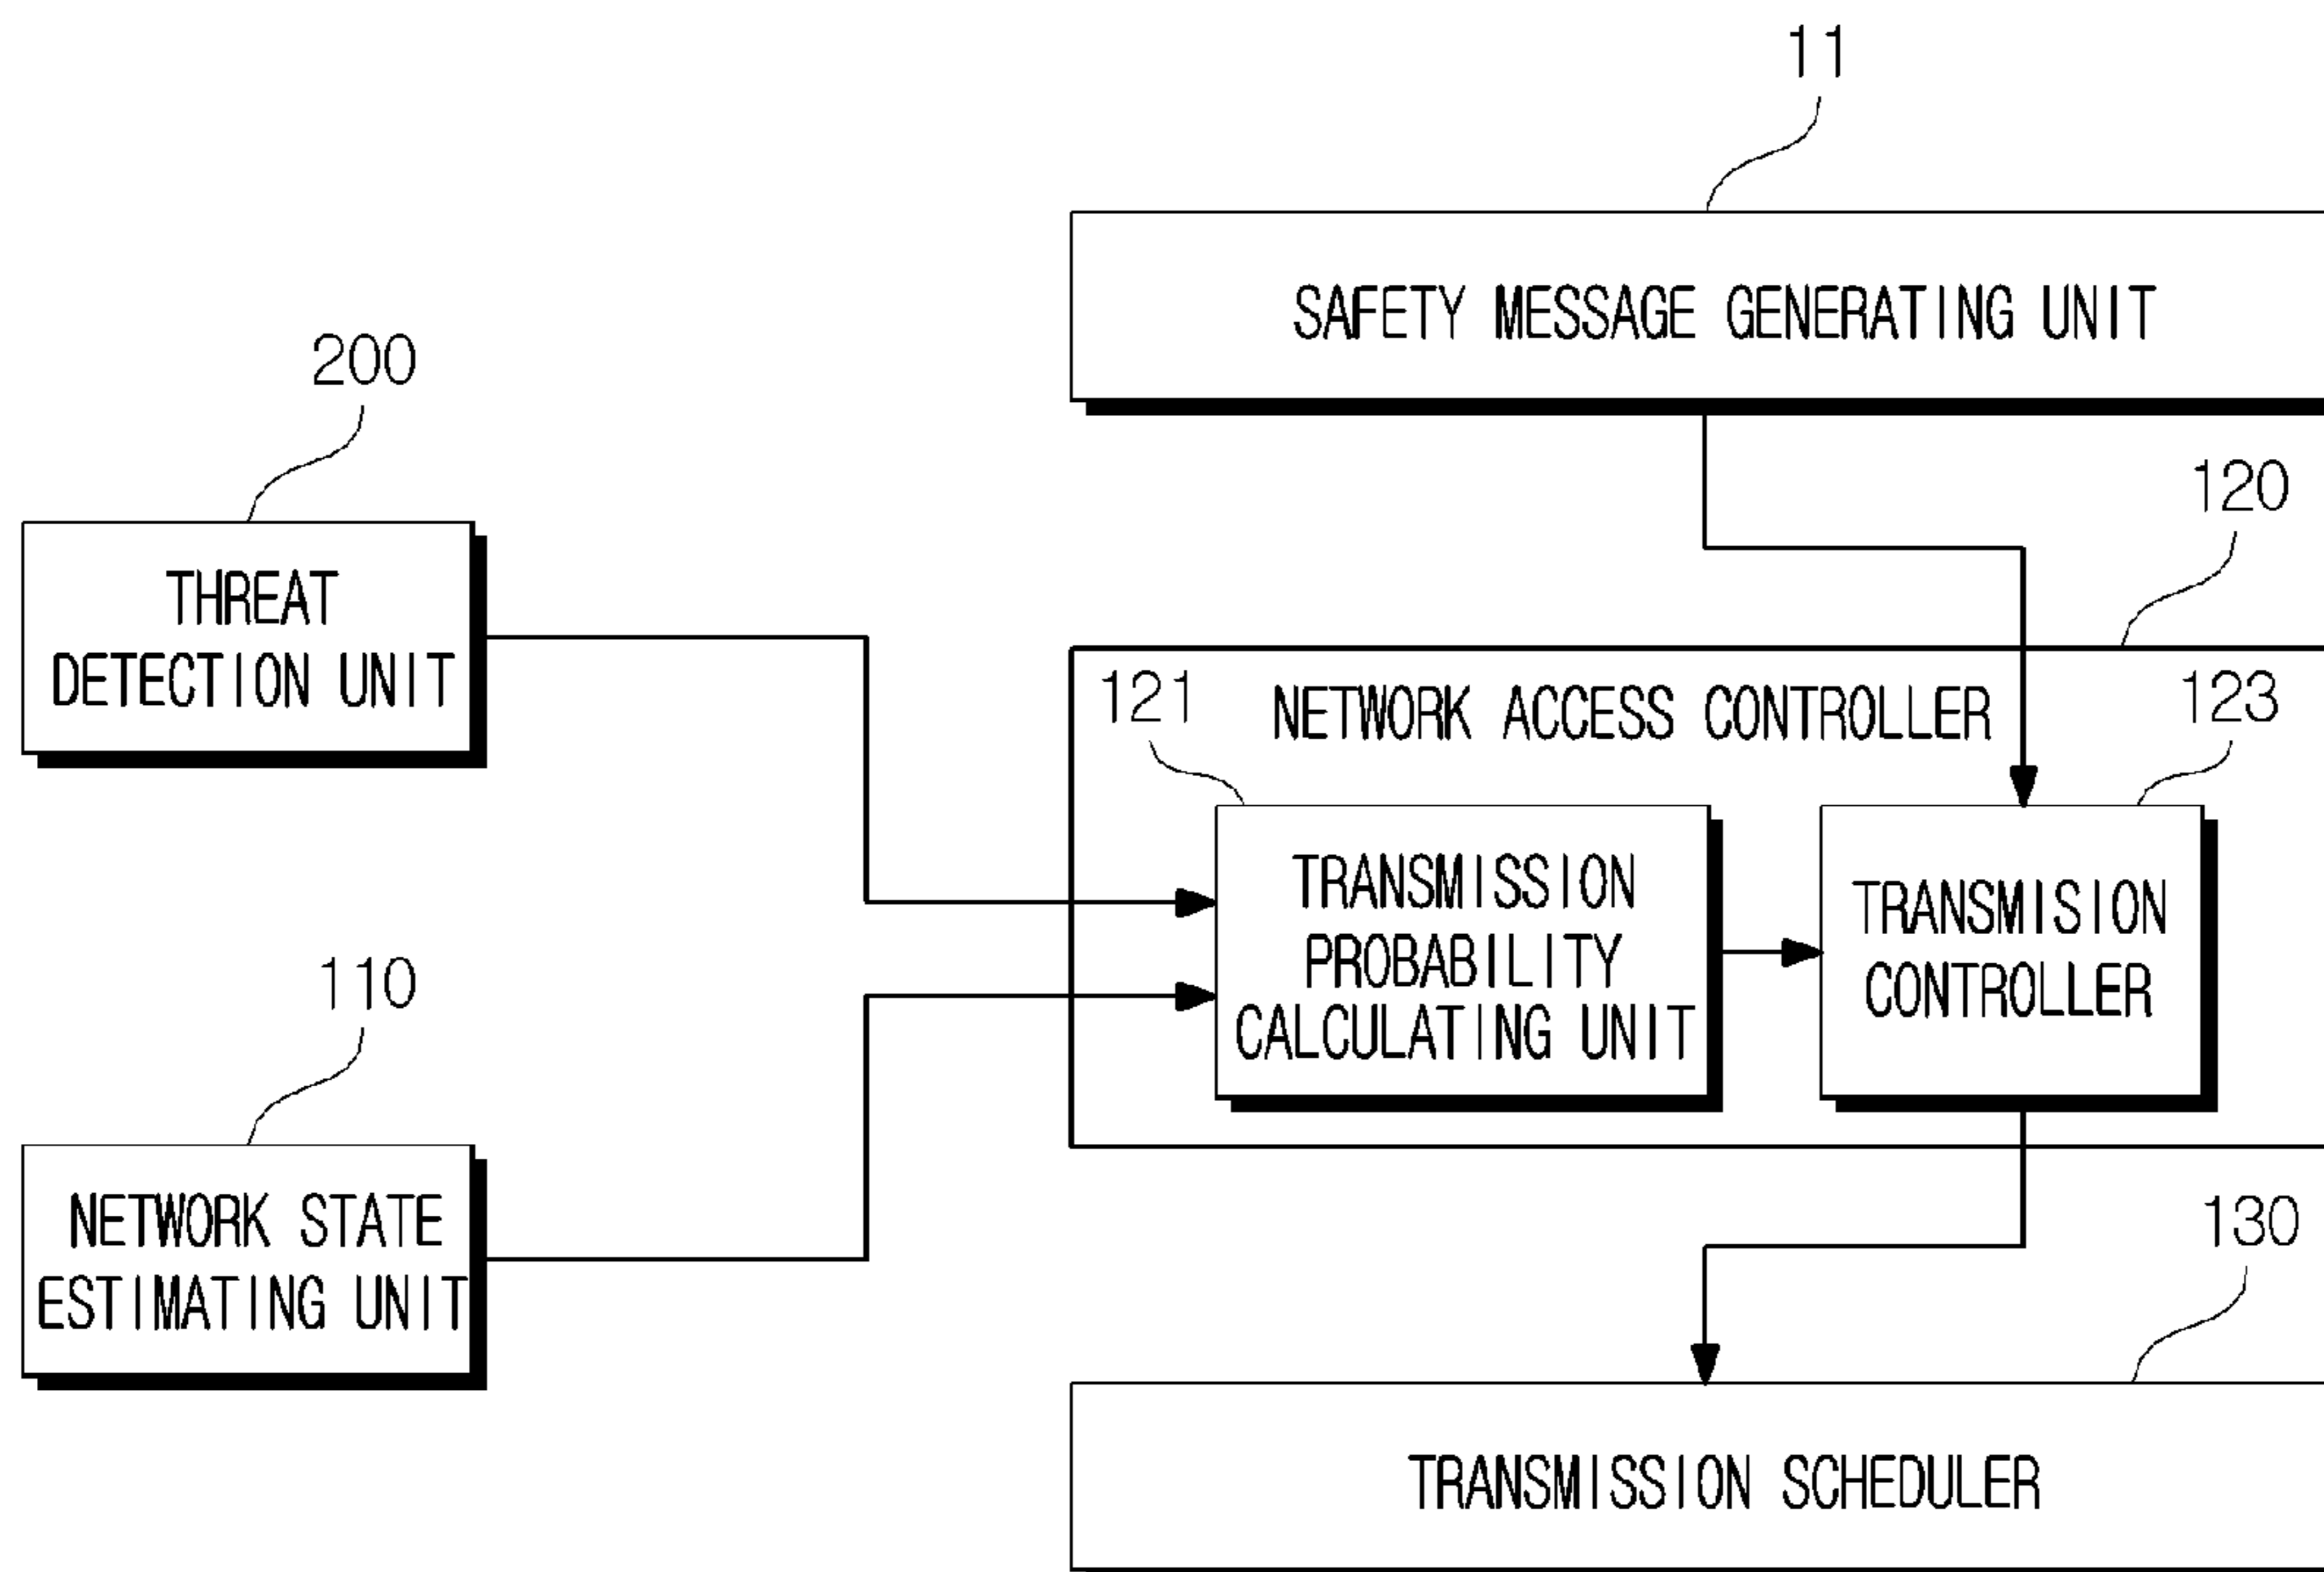 11
SAFETY MESSAGE GENERATING UNIT
200
THREAT
DETECTION UNIT
120
NETWORK ACCESS CONTROLLER
121
123
TRANSMISSION
PROBABILITY
CALCULATING UNIT
TRANSMISION
CONTROLLER
110
NETWORK STATE
ESTIMATING UNIT
130
TRANSMISSION SCHEDULER